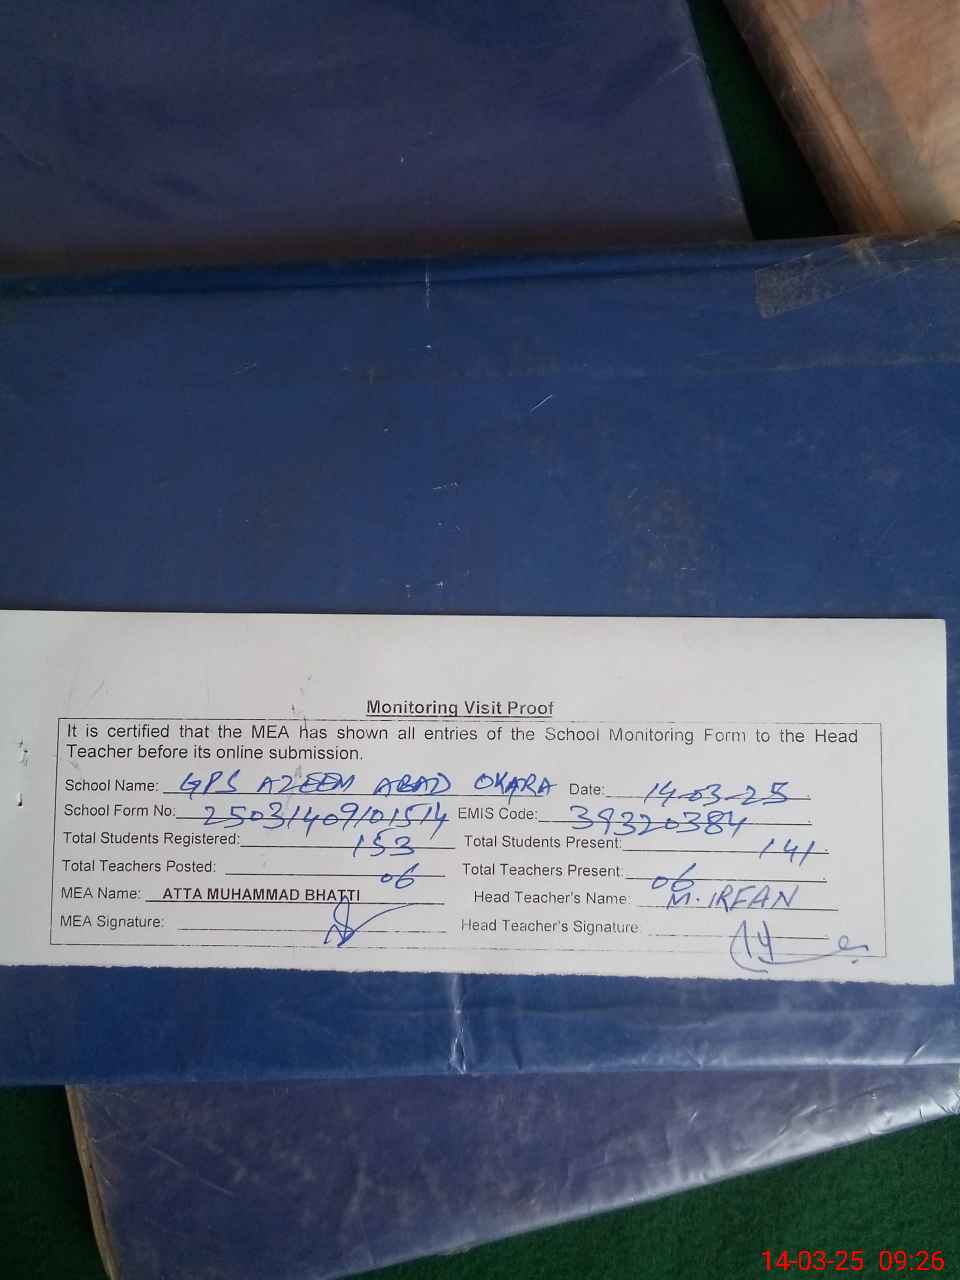 Monitoring Visit Proof
It is certified that the MEA has shown all entries of the School Monitoring Form to the Head
Teacher before its online submission.
School Name: GPS AZEEM ABAD OKARA Date: 14-03-25
School Form No: 25031409101514 EMIS Code: 39320384
Total Students Registered: 153 Total Students Present: 141
Total Teachers Posted: 06 Total Teachers Present: 06
MEA Name: ATTA MUHAMMAD BHATTI Head Teacher's Name: M. IRFAN
MEA Signature: Head Teacher's Signature:
14-03-25 09:26